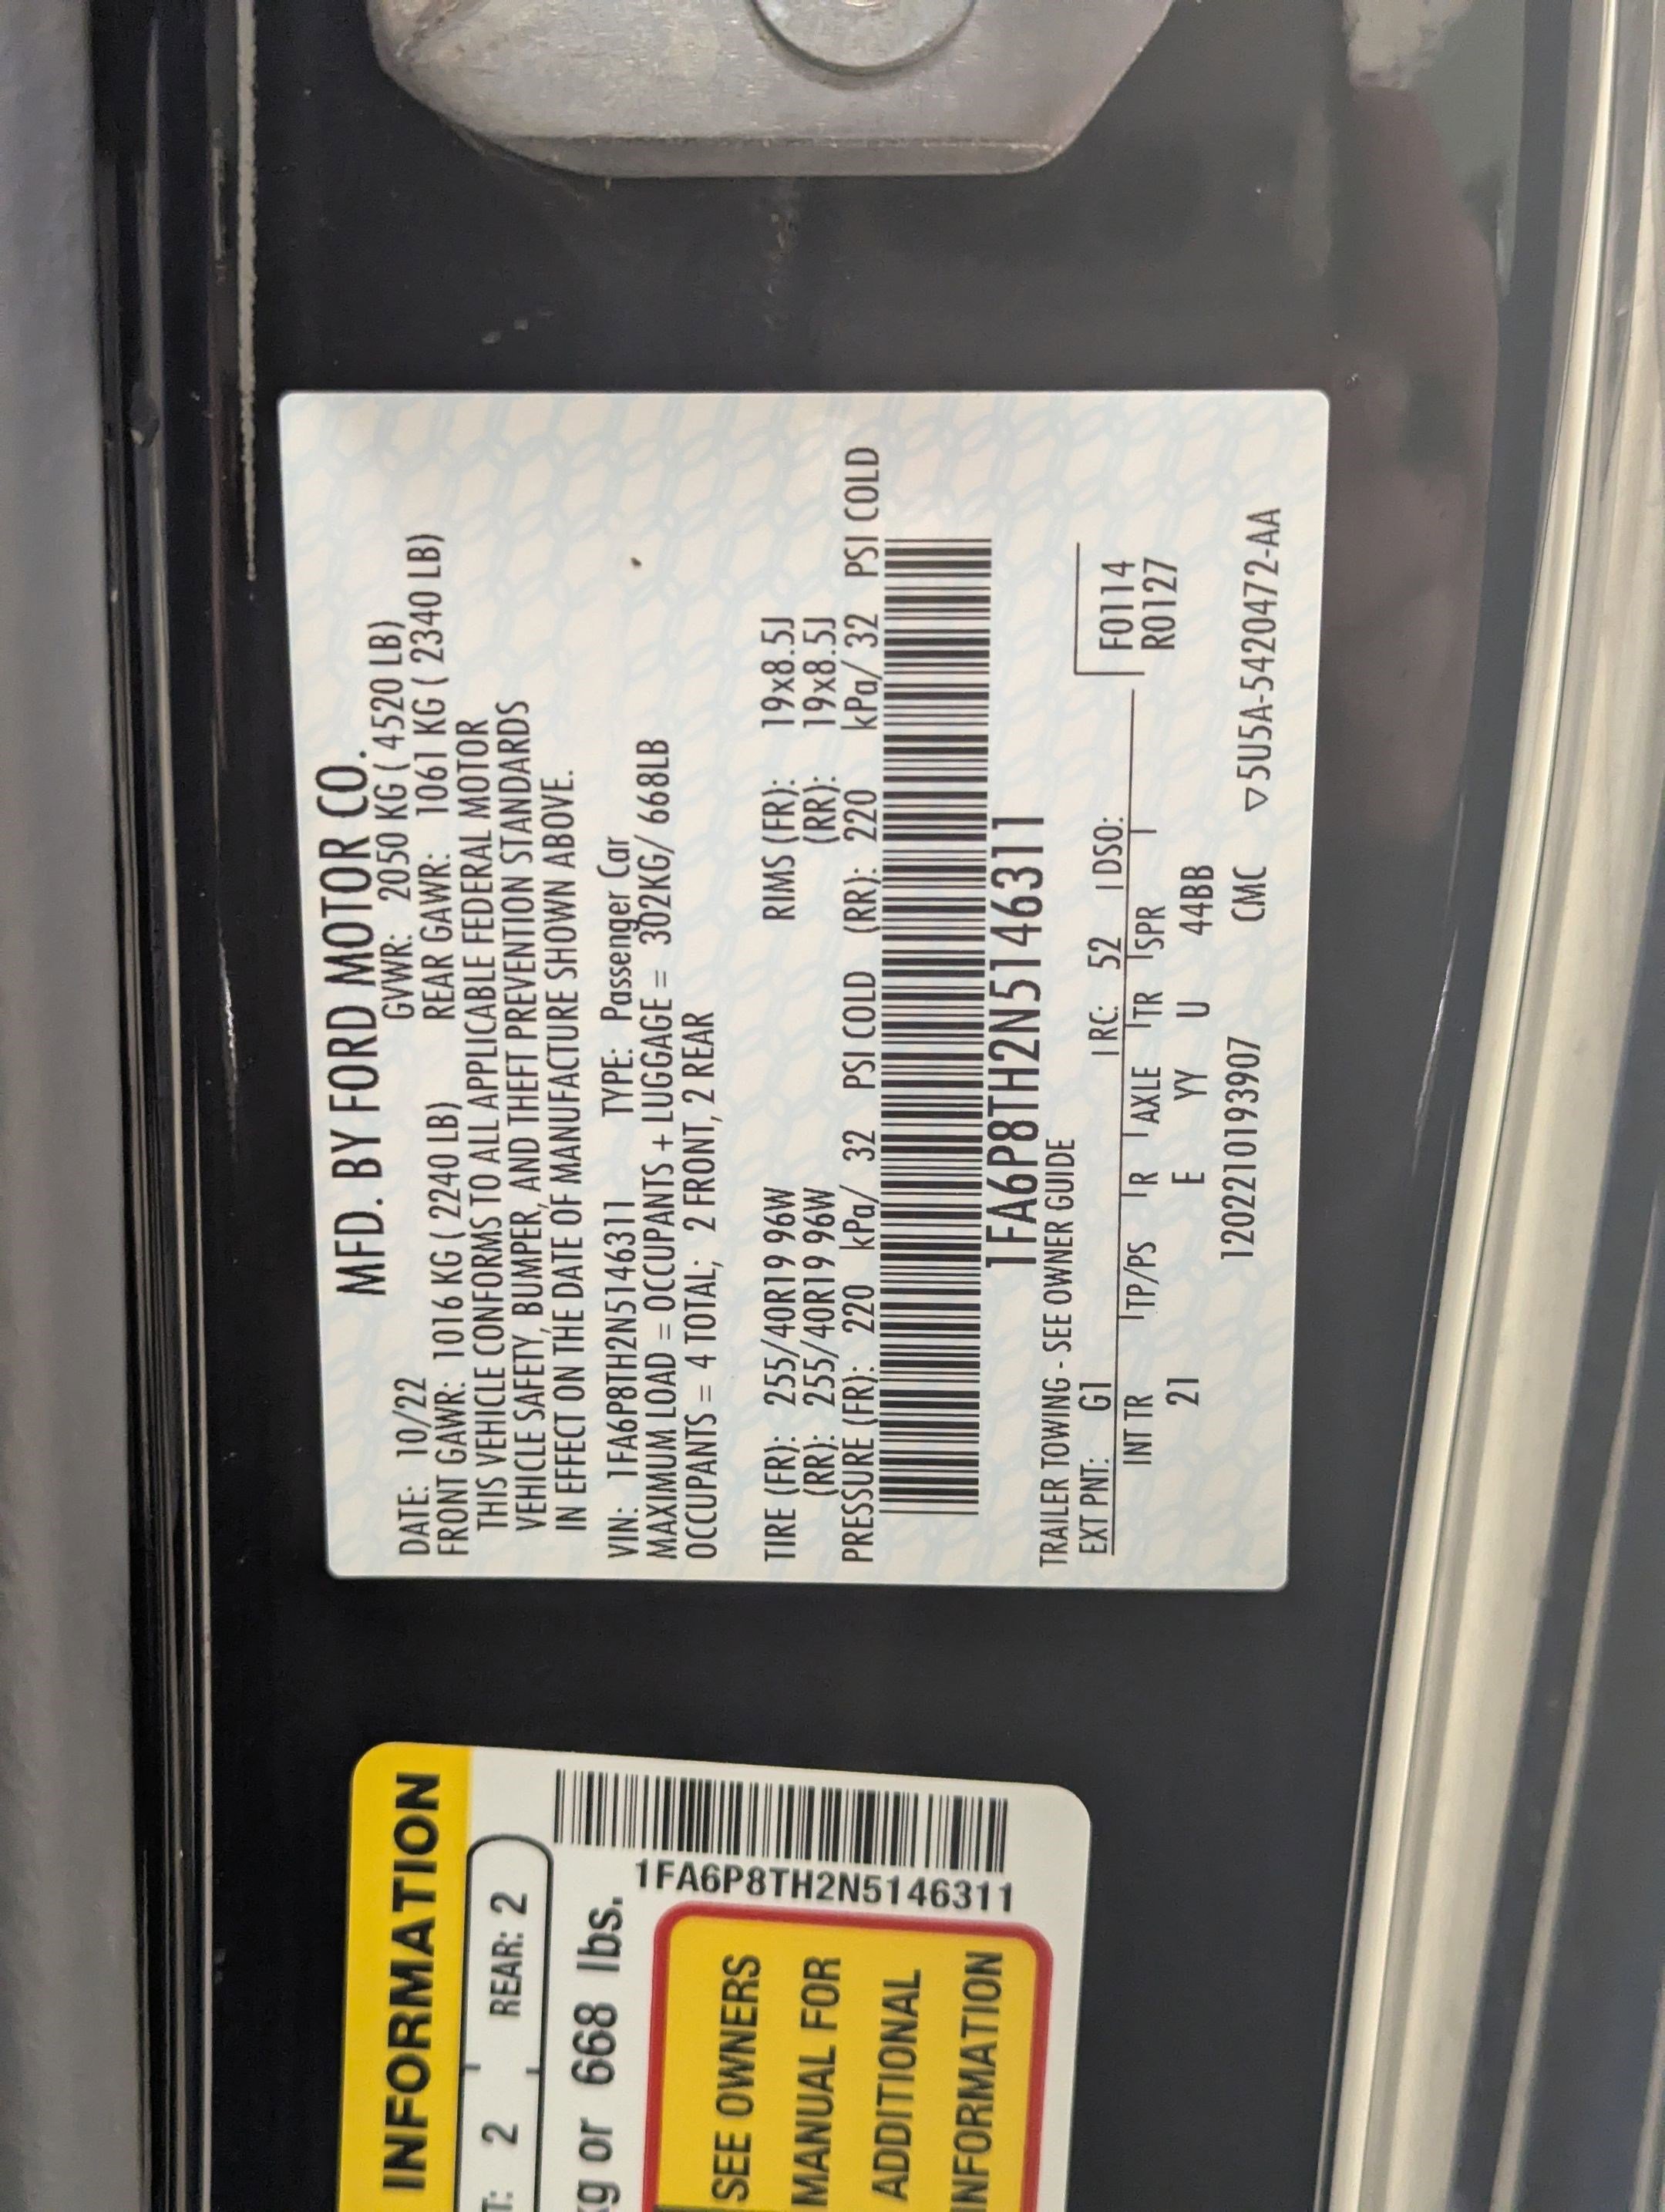 MFD. BY FORD MOTOR CO.
DATE: 10/22 GVWR: 2050 KG ( 4520 LB)
FRONT GAWR: 1016 KG ( 2240 LB) REAR GAWR: 1061 KG ( 2340 LB)
THIS VEHICLE CONFORMS TO ALL APPLICABLE FEDERAL MOTOR
VEHICLE SAFETY, BUMPER, AND THEFT PREVENTION STANDARDS
IN EFFECT ON THE DATE OF MANUFACTURE SHOWN ABOVE.
VIN: 1FA6P8TH2N5146311 TYPE: Passenger Car
MAXIMUM LOAD = OCCUPANTS + LUGGAGE = 302KG/ 668LB
OCCUPANTS = 4 TOTAL; 2 FRONT, 2 REAR
TIRE (FR): 255/40R19 96W RIMS (FR): 19x8.5J
(RR): 255/40R19 96W (RR): 19x8.5J
PRESSURE (FR): 220 kPa/ 32 PSI COLD (RR): 220 kPa/ 32 PSI COLD
1FA6P8TH2N5146311
TRAILER TOWING - SEE OWNER GUIDE
EXT PNT: G1 RC: 52 DSO:
F0114
R0127
INT TR TP/PS R AXLE TR SPR
21 E YY U 44BB
120221019390​7 CMC ▽5U5A-5420472-AA
INFORMATION
T: 2 REAR: 2
kg or 668 lbs.
1FA6P8TH2N5146311
SEE OWNERS
MANUAL FOR
ADDITIONAL
INFORMATION